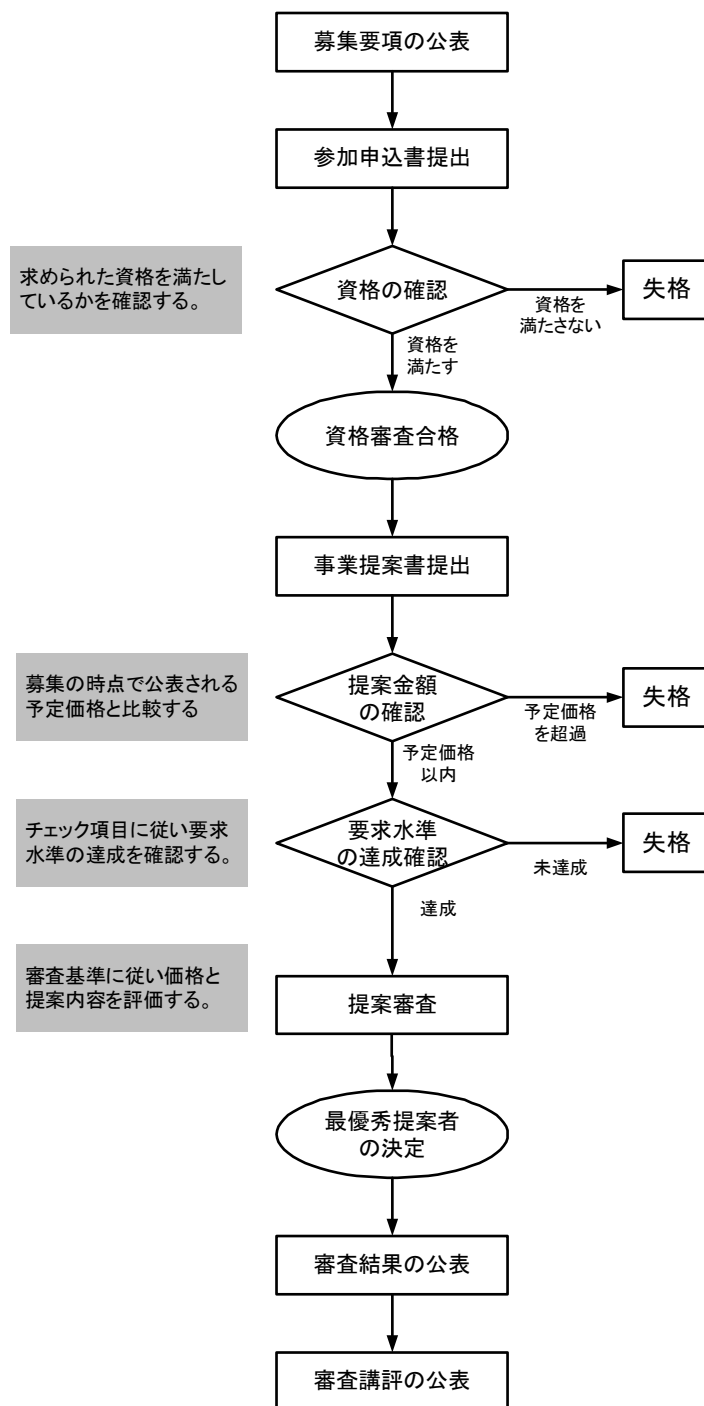 募集要項の公表
参加申込書提出
求められた資格を満たし
ているかを確認する。
資格の確認
失格
資格を
満たさない
資格を
満たす
資格審査合格
事業提案書提出
募集の時点で公表される
予定価格と比較する
提案金額
の確認
失格
予定価格
を超過
予定価格
以内
チェック項目に従い要求
水準の達成を確認する。
要求水準
の達成確認
失格
未達成
達成
審査基準に従い価格と
提案内容を評価する。
提案審査
最優秀提案者
の決定
審査結果の公表
審査講評の公表